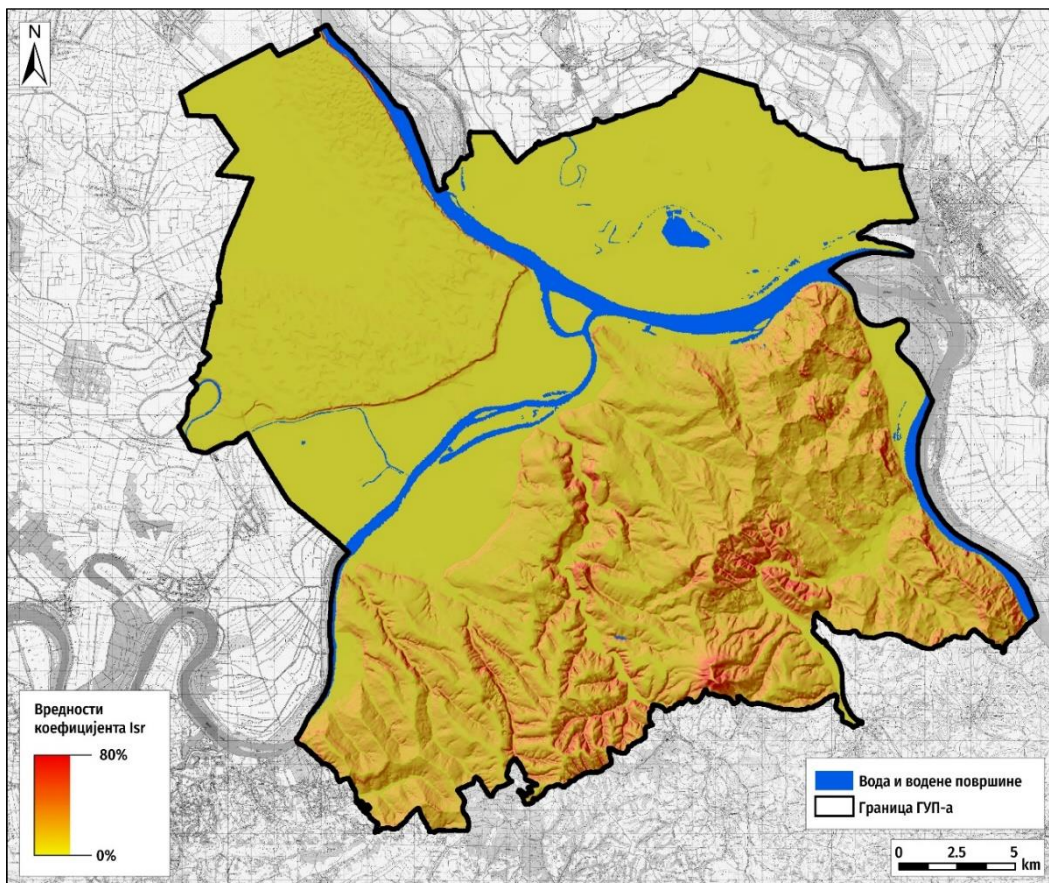 N
Вредности
коефицијента Isr
80%
0%
Вода и водене површине
Граница ГУП-а
0 2.5 5
km